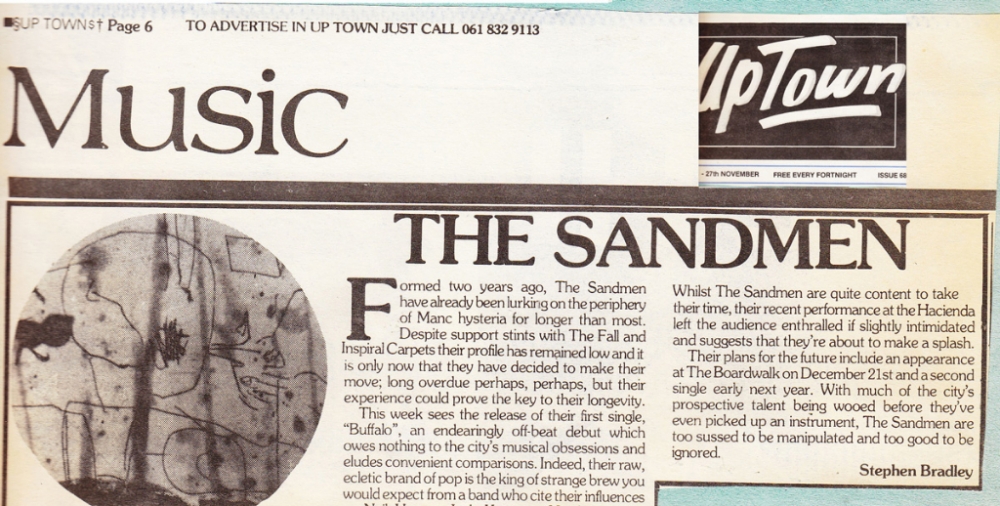 UP TOWN Page 6
TO ADVERTISE IN UP TOWN JUST CALL 061 832 9113
Music
Up Town
- 27th NOVEMBER FREE EVERY FORTNIGHT ISSUE 68
THE SANDMEN
Formed two years ago, The Sandmen
have already been lurking on the periphery
of Manc hysteria for longer than most.
Despite support stints with The Fall and
Inspiral Carpets their profile has remained low and it
is only now that they have decided to make their
move; long overdue perhaps, perhaps, but their
experience could prove the key to their longevity.
This week sees the release of their first single,
“Buffalo”, an endearingly off-beat debut which
owes nothing to the city's musical obsessions and
eludes convenient comparisons. Indeed, their raw,
ecletic brand of pop is the king of strange brew you
would expect from a band who cite their influences
Whilst The Sandmen are quite content to take
their time, their recent performance at the Hacienda
left the audience enthralled if slightly intimidated
and suggests that they're about to make a splash.
Their plans for the future include an appearance
at The Boardwalk on December 21st and a second
single early next year. With much of the city's
prospective talent being wooed before they've
even picked up an instrument, The Sandmen are
too sussed to be manipulated and too good to be
ignored.
Stephen Bradley